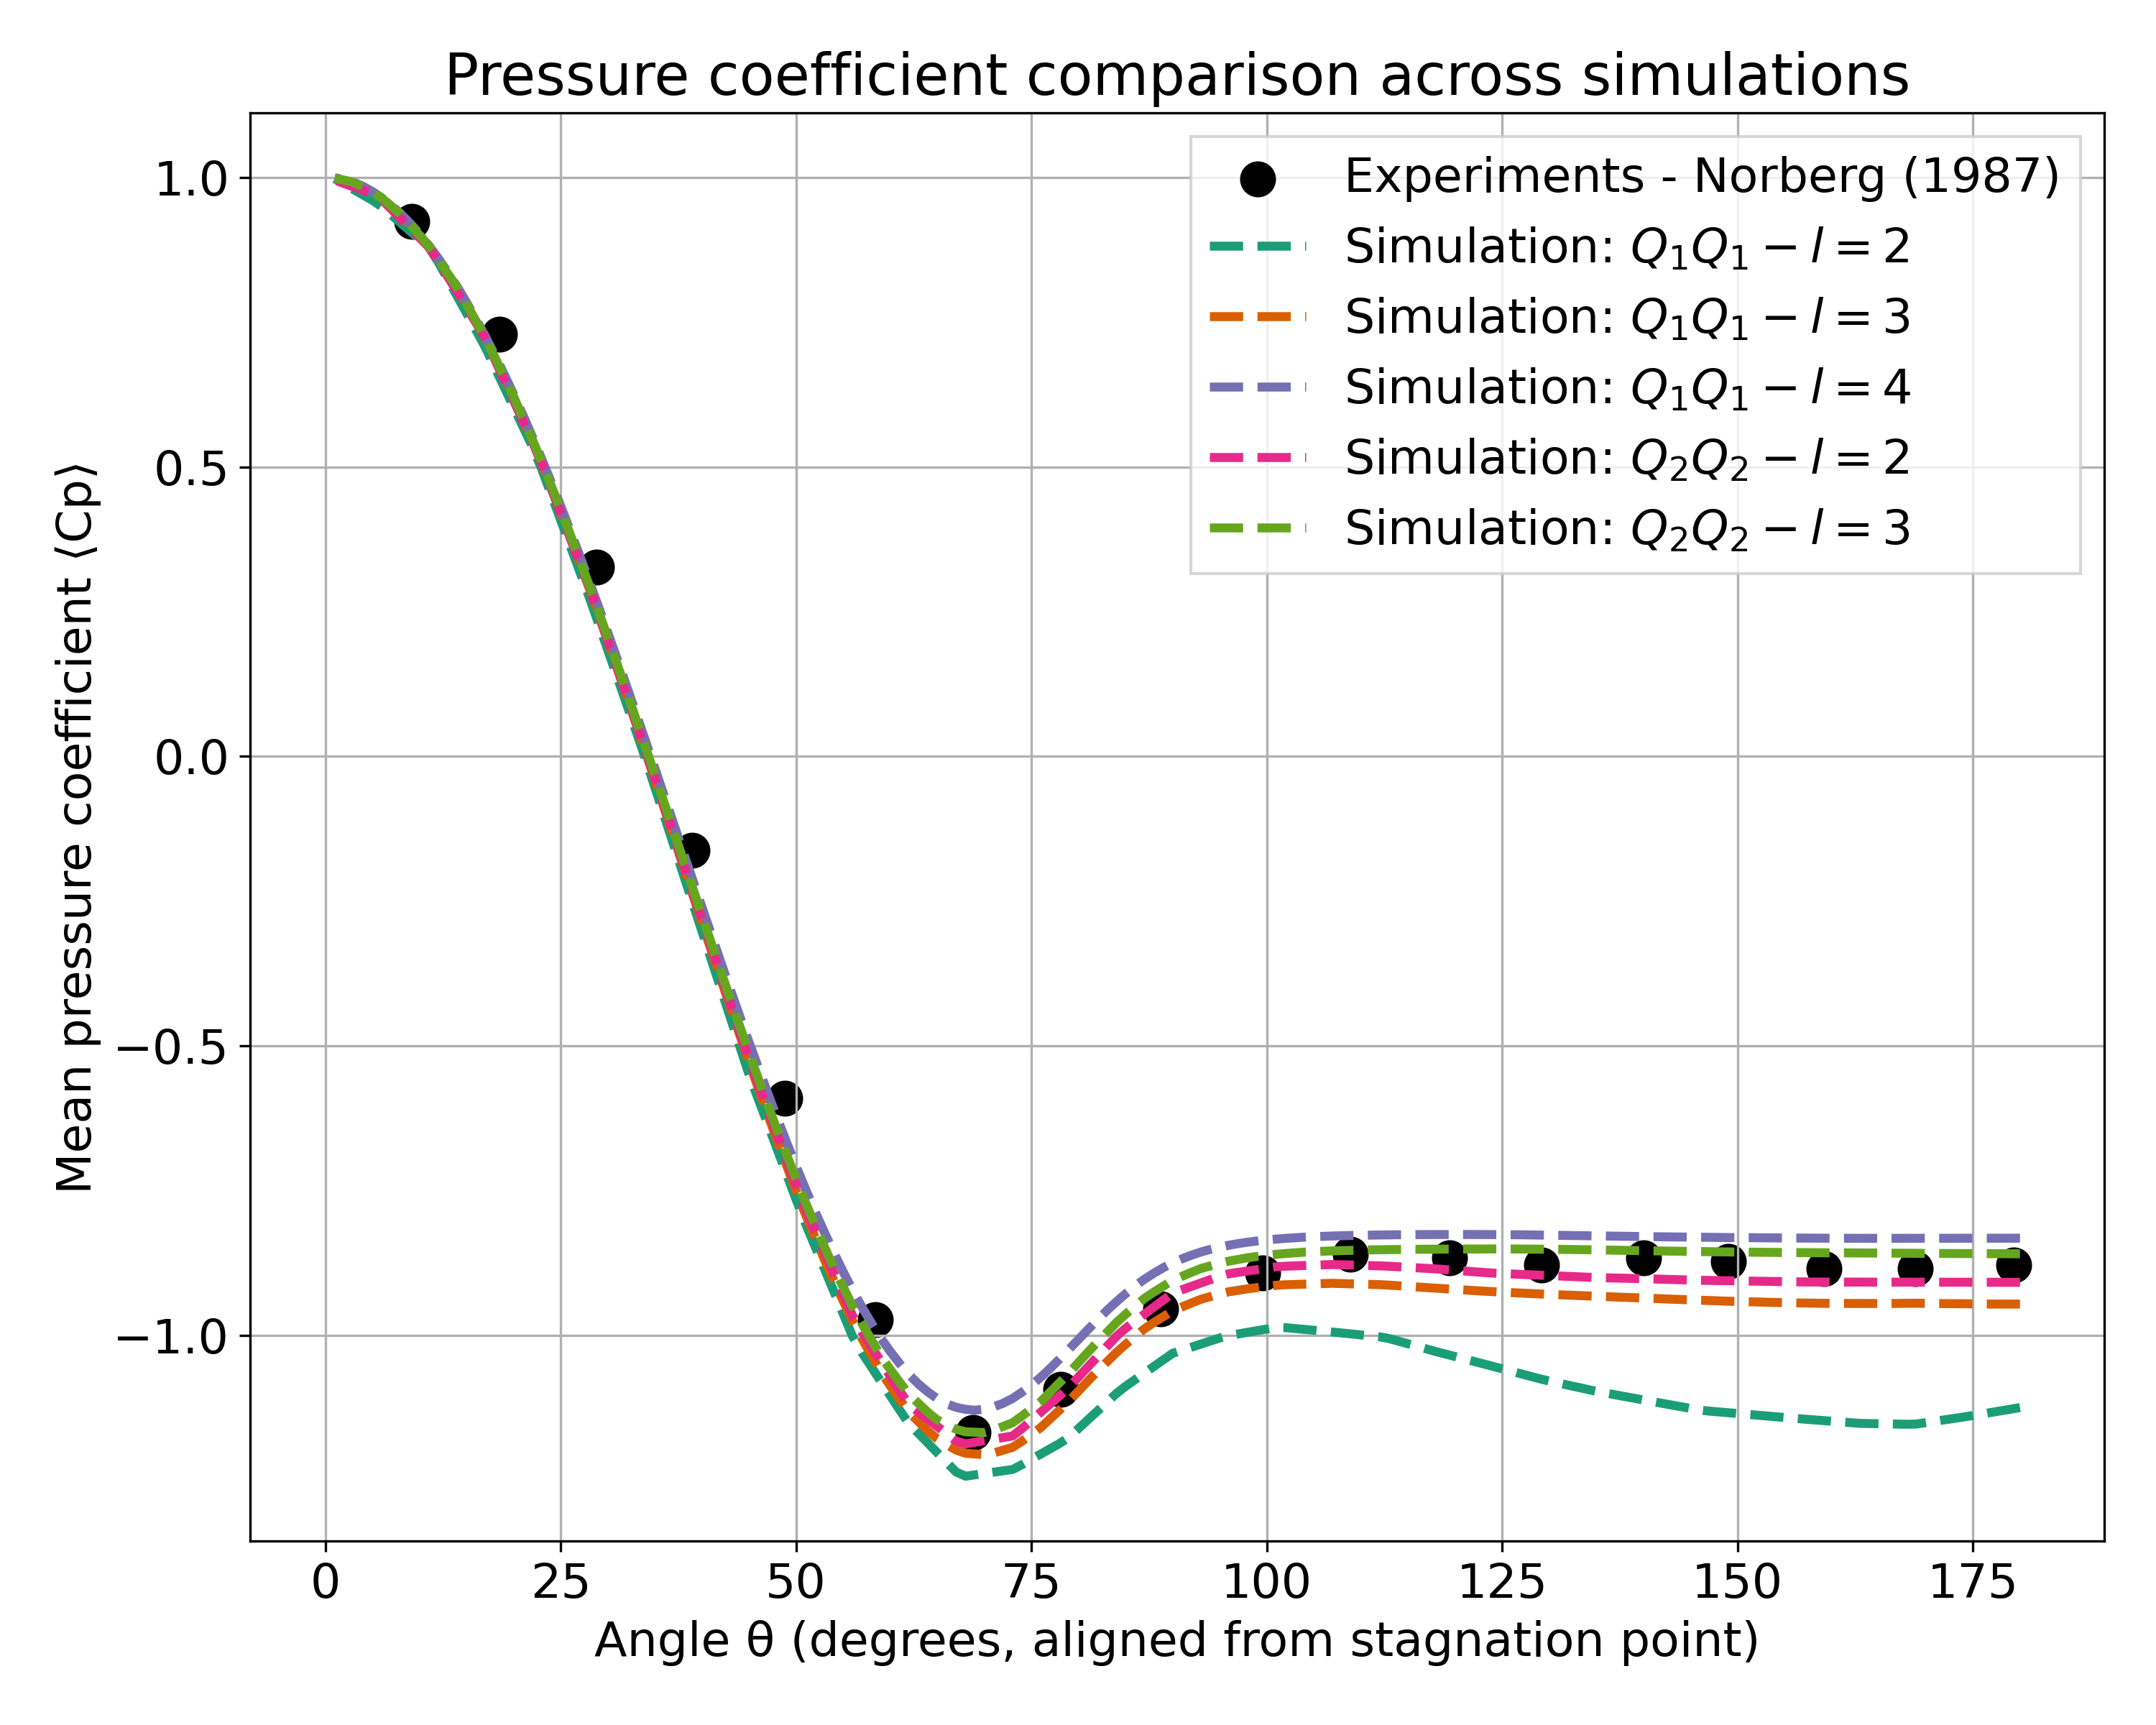 Pressure coefficient comparison across simulations
Mean pressure coefficient ⟨Cp⟩
1.0
0.5
0.0
−0.5
−1.0
Experiments - Norberg (1987)
Simulation: Q₁Q₁ − l = 2
Simulation: Q₁Q₁ − l = 3
Simulation: Q₁Q₁ − l = 4
Simulation: Q₂Q₂ − l = 2
Simulation: Q₂Q₂ − l = 3
0 25 50 75 100 125 150 175
Angle θ (degrees, aligned from stagnation point)